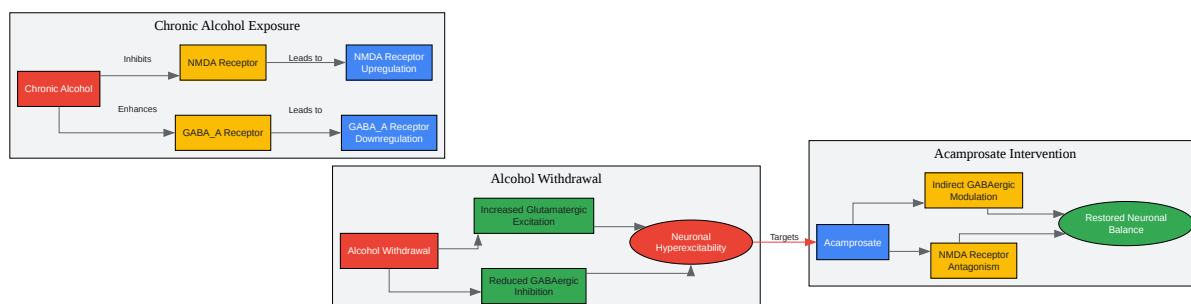 Chronic Alcohol Exposure
Chronic Alcohol
Inhibits
NMDA Receptor
Leads to
NMDA Receptor
Upregulation
Enhances
GABA_A Receptor
Leads to
GABA_A Receptor
Downregulation
Alcohol Withdrawal
Alcohol Withdrawal
Increased Glutamatergic
Excitation
Reduced GABAergic
Inhibition
Neuronal
Hyperexcitability
Targets
Acamprosate Intervention
Acamprosate
Indirect GABAergic
Modulation
NMDA Receptor
Antagonism
Restored Neuronal
Balance